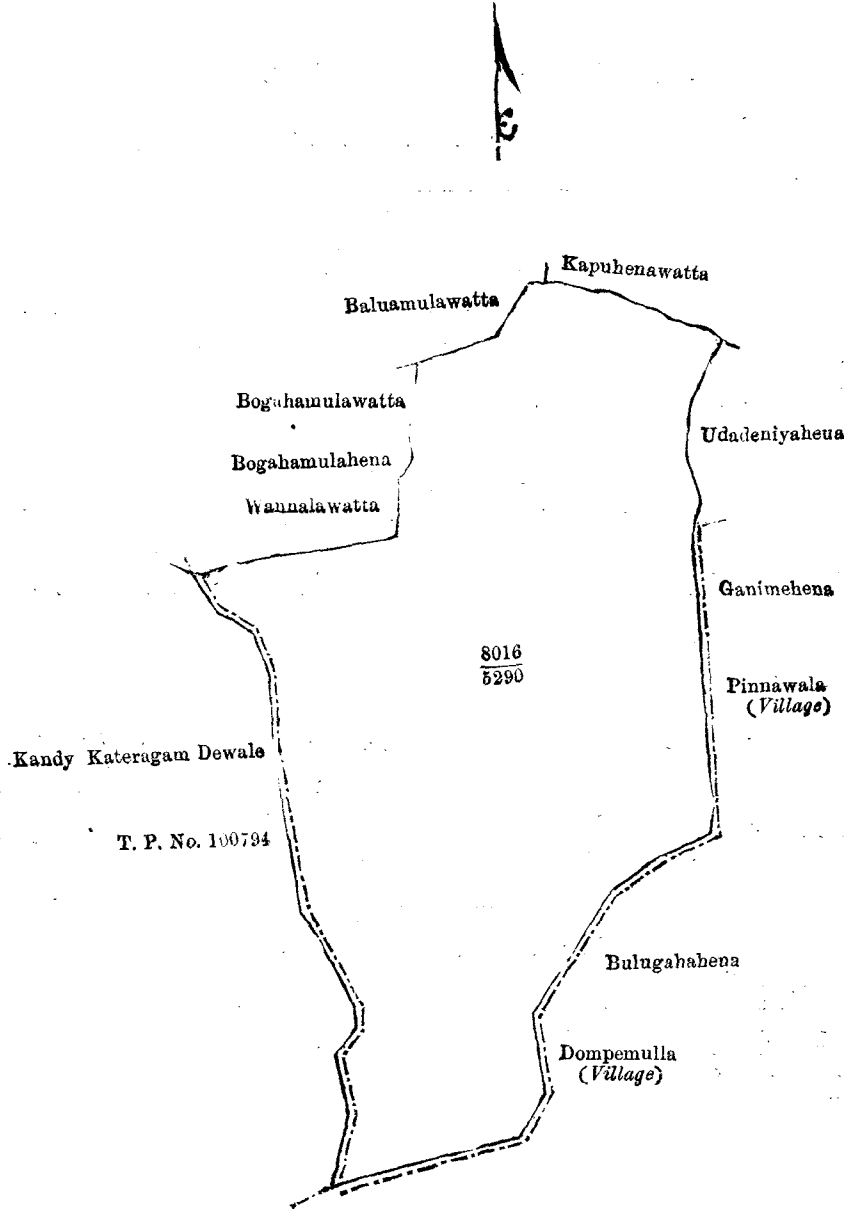 Kapuhenawatta
Baluamulawatta
Bogahamulawatta
Udadeniyahena
Bogahamulahena
Wannalawatta
Ganimehena
8016
5290
Pinnawala
(Village)
Kandy Kateragam Dewale
T. P. No. 100794
Bulugahahena
Dompemulla
(Village)